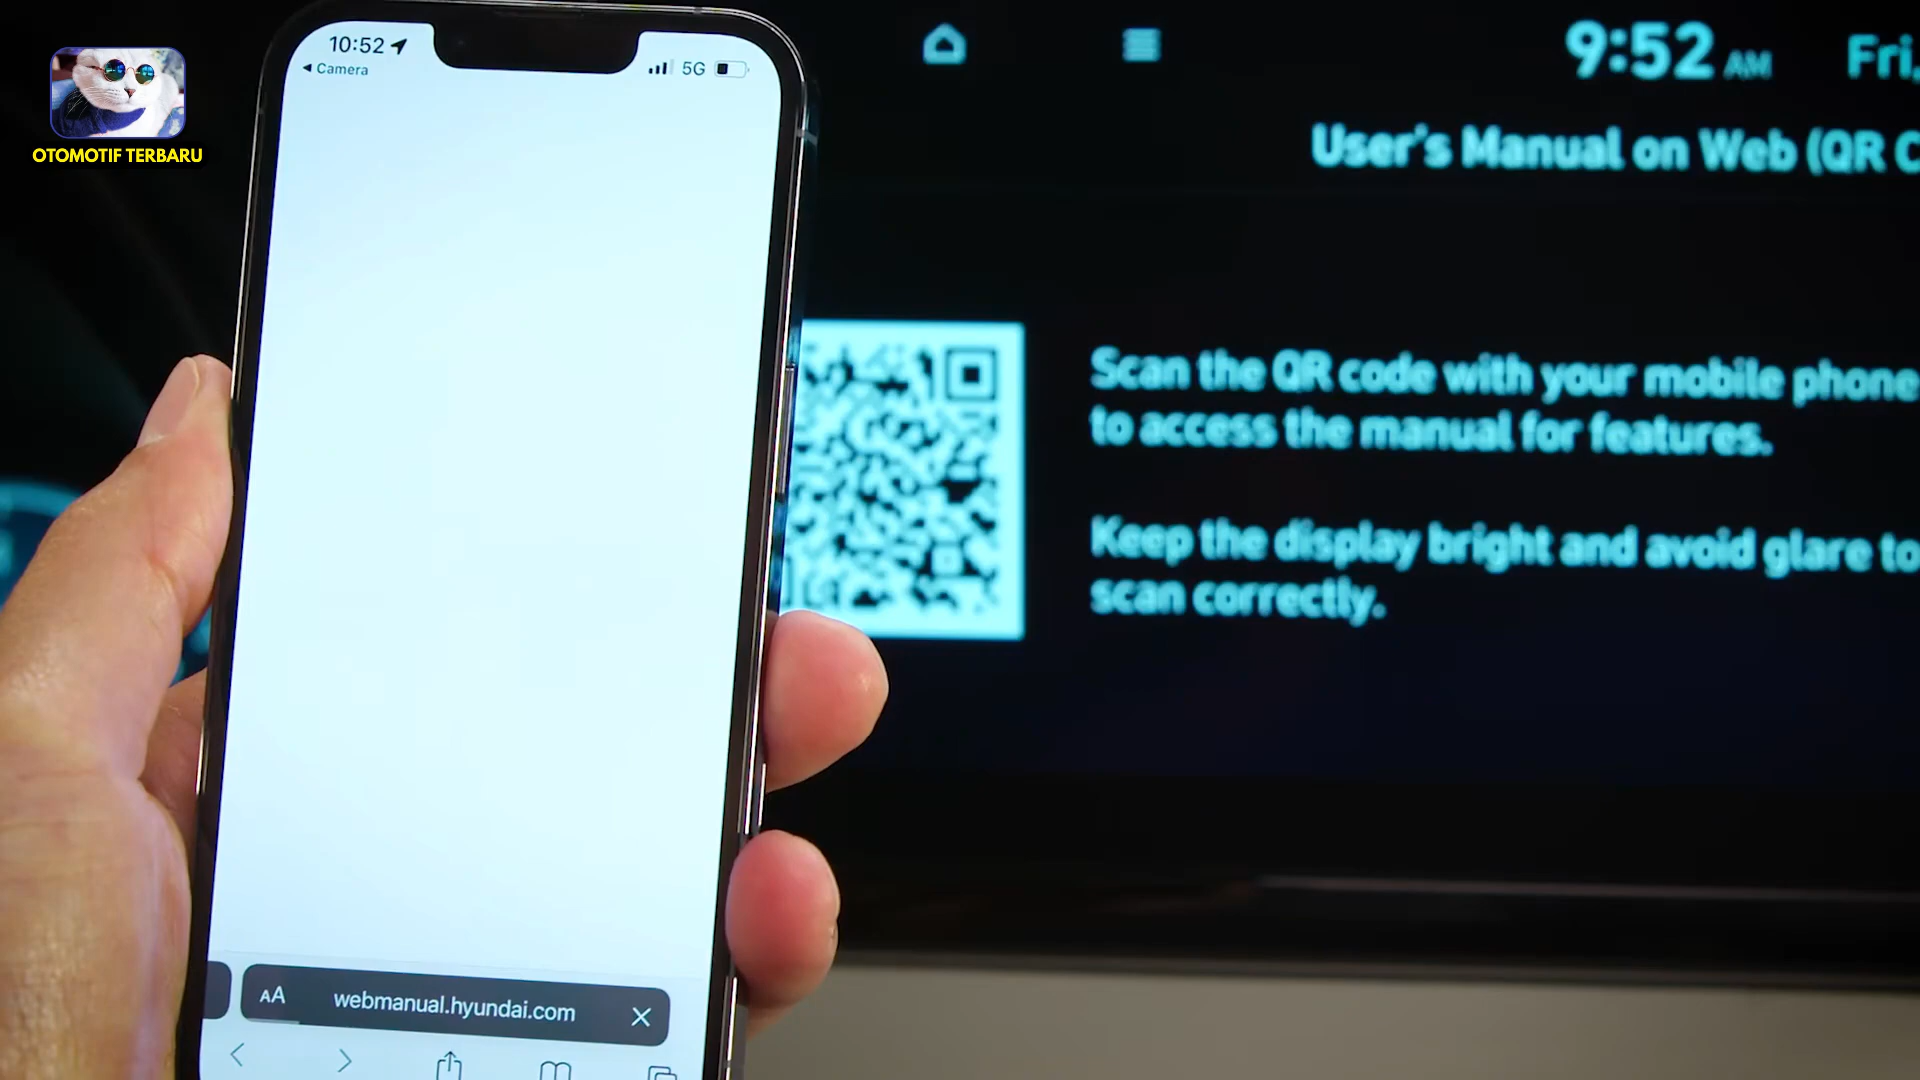 OTOMOTIF TERBARU
10:52
Camera
5G
AA
webmanual.hyundai.com
9:52 AM
Fri,
User's Manual on Web (QR C
Scan the QR code with your mobile phone
to access the manual for features.
Keep the display bright and avoid glare to
scan correctly.